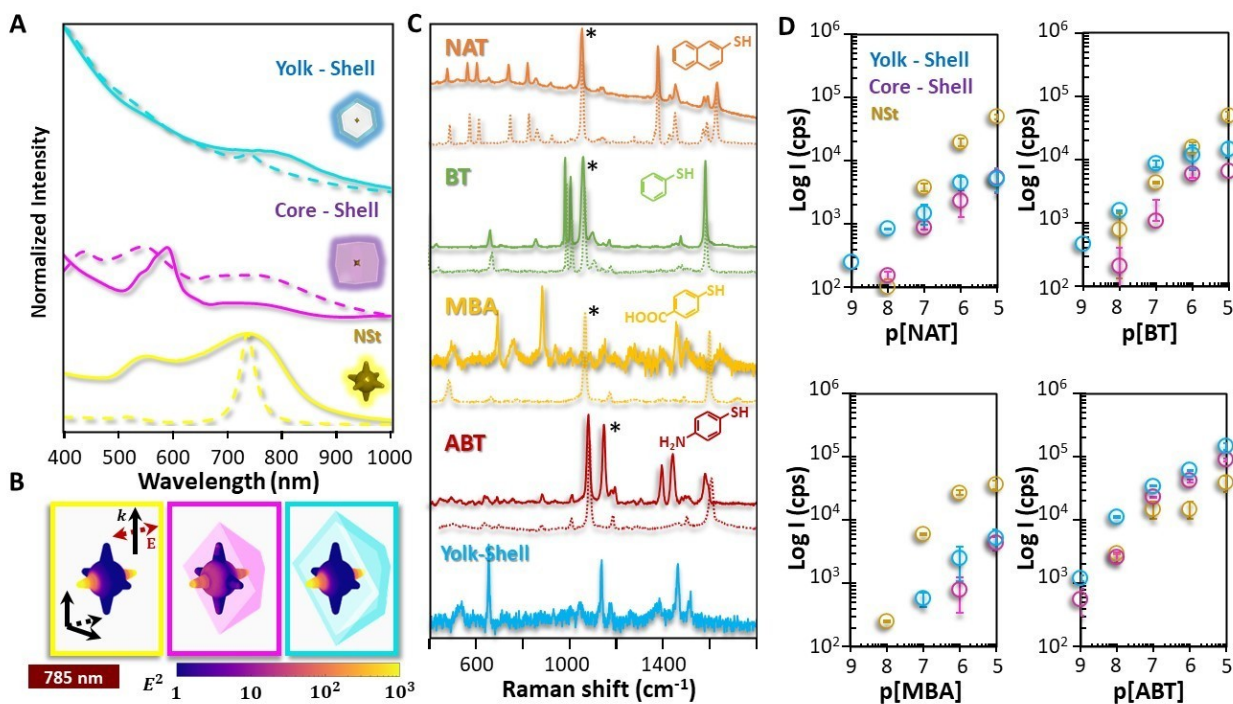 A
Normalized Intensity
Yolk - Shell
Core - Shell
NSt
400 500 600 700 800 900 1000
Wavelength (nm)
B
k
E
785 nm
E²
1 10 10² 10³
C
NAT
*
SH
BT
*
SH
MBA
*
SH
HOOC
ABT
*
SH
H₂N
Yolk-Shell
600 1000 1400
Raman shift (cm⁻¹)
D
Log I (cps)
10⁶
10⁵
10⁴
10³
10²
Yolk - Shell
Core - Shell
NSt
9 8 7 6 5
p[NAT]
Log I (cps)
10⁶
10⁵
10⁴
10³
10²
9 8 7 6 5
p[BT]
Log I (cps)
10⁶
10⁵
10⁴
10³
10²
9 8 7 6 5
p[MBA]
Log I (cps)
10⁶
10⁵
10⁴
10³
10²
9 8 7 6 5
p[ABT]